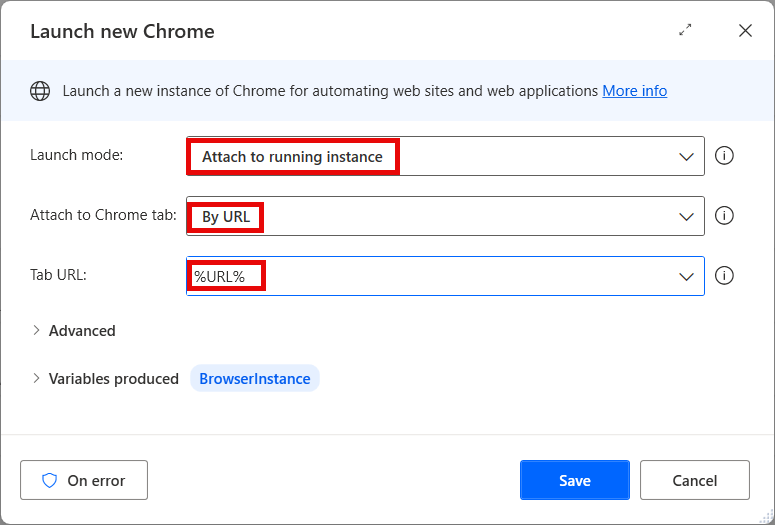 Launch new Chrome
Launch a new instance of Chrome for automating web sites and web applications More info
Launch mode: Attach to running instance
Attach to Chrome tab: By URL
Tab URL: %URL%
Advanced
Variables produced BrowserInstance
On error Save Cancel